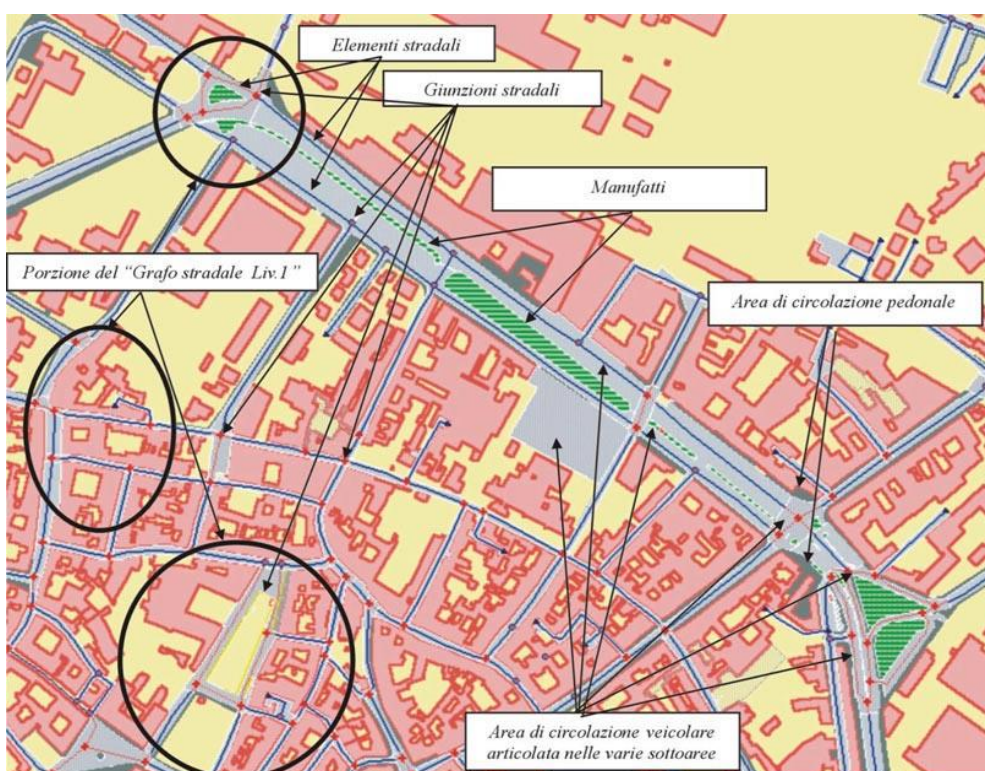 Elementi stradali
Giunzioni stradali
Manufatti
Porzione del “Grafo stradale Liv.1”
Area di circolazione pedonale
Area di circolazione veicolare
articolata nelle varie sottoaree